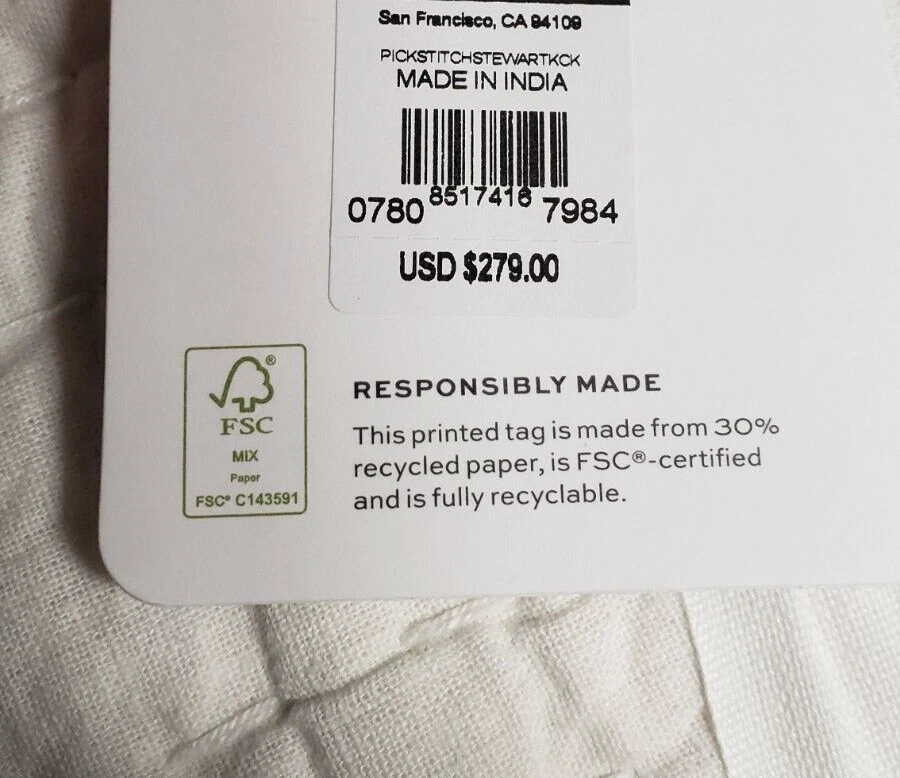 San Francisco, CA 94109
PICKSTITCHSTEWARTKCK
MADE IN INDIA
0780 8517416 7984
USD $279.00
®
FSC
MIX
Paper
FSC® C143591
RESPONSIBLY MADE
This printed tag is made from 30%
recycled paper, is FSC®-certified
and is fully recyclable.